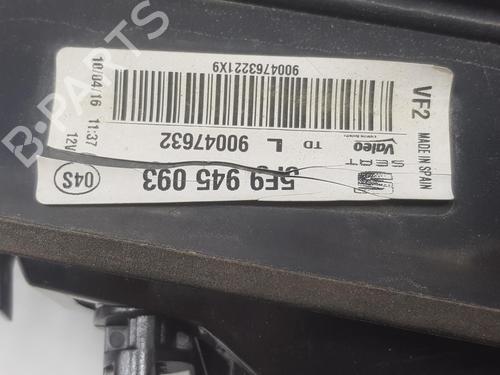 5F9 945 093
SEAT
Valeo
TD L 90047632
90047632221X9
10/04/16 11:37
12V
04S
VF2
MADE IN SPAIN
B-PARTS